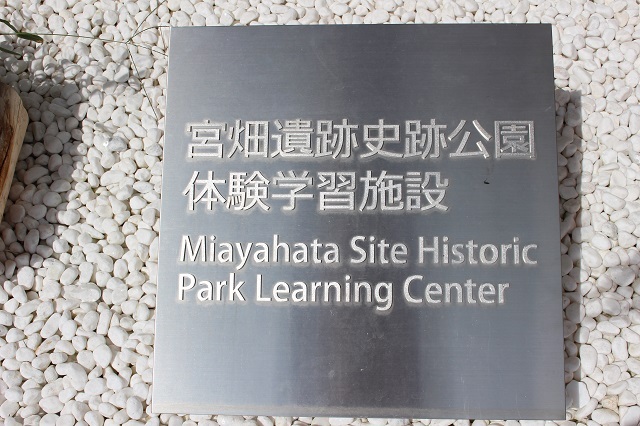 宮畑遺跡史跡公園
体験学習施設
Miayahata Site Historic
Park Learning Center